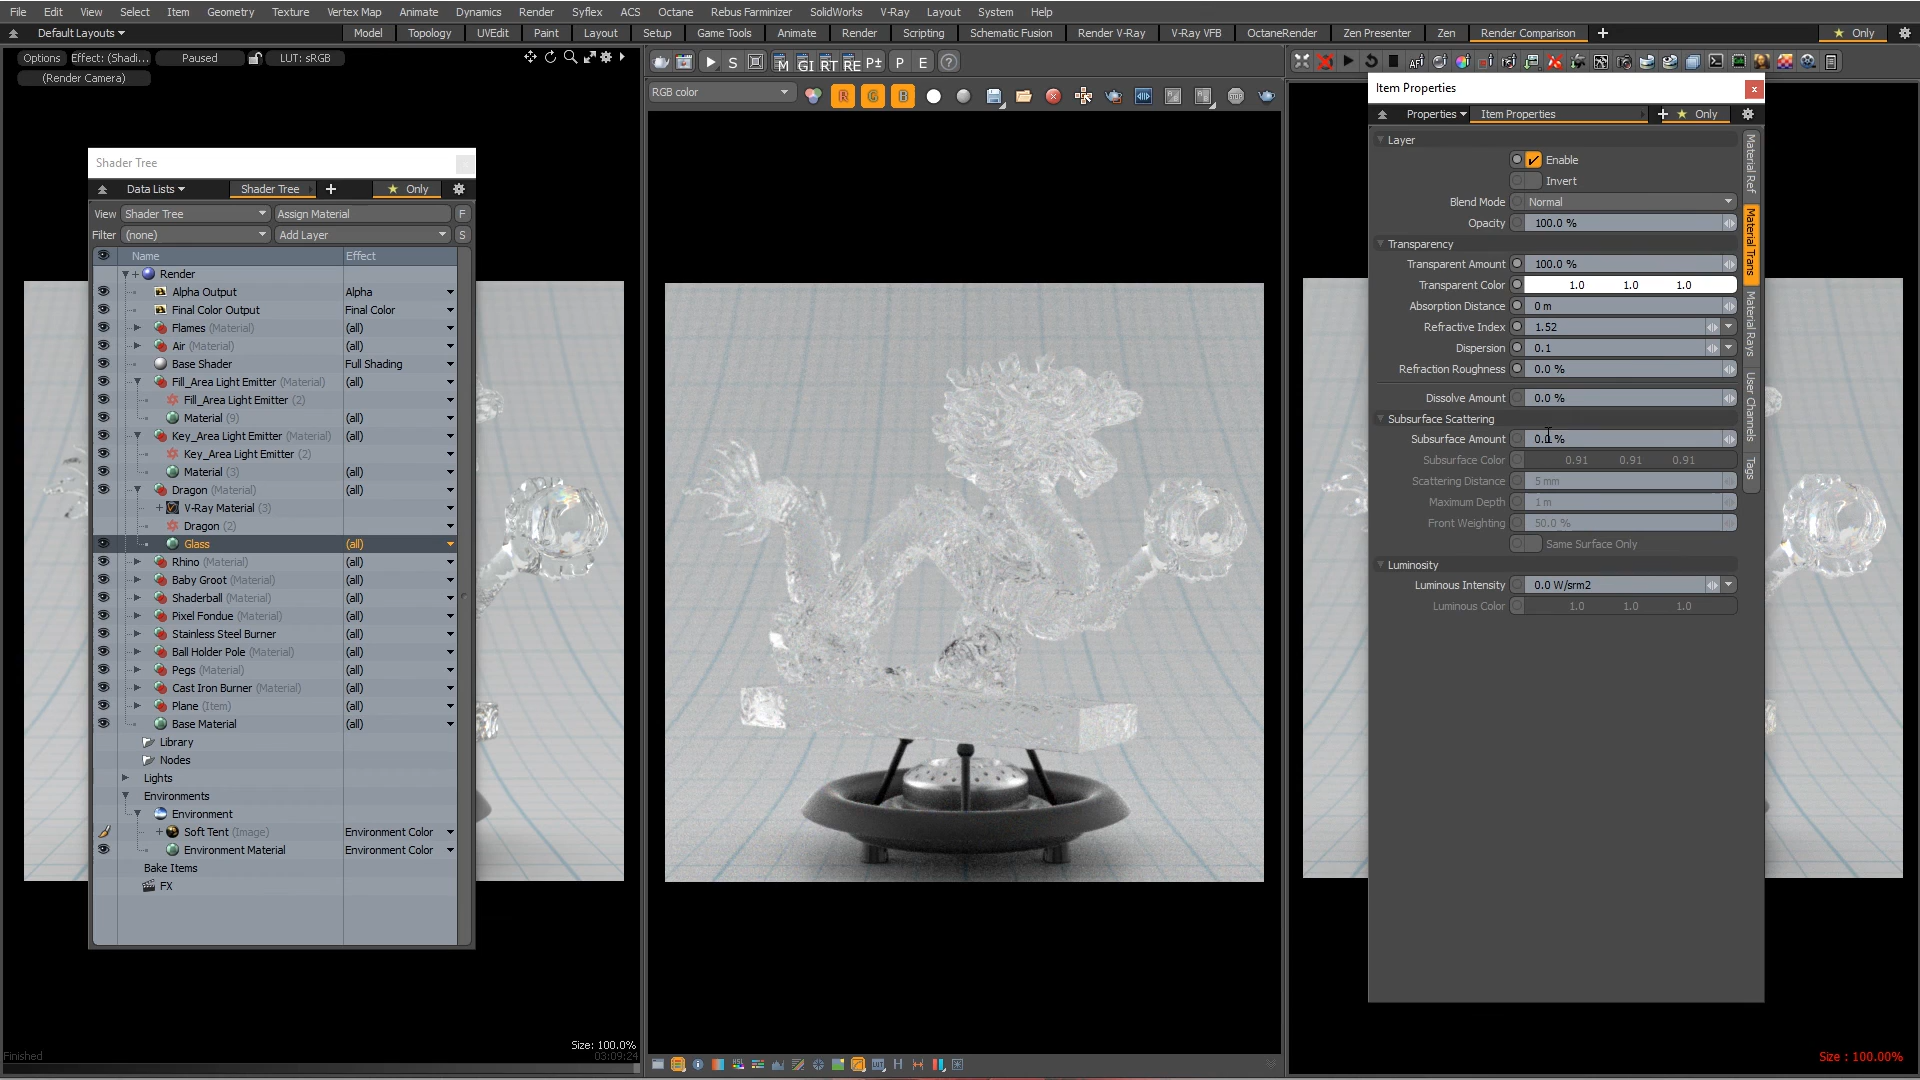 File Edit View Select Item Geometry Texture Vertex Map Animate Dynamics Render Syflex ACS Octane Rebus Farminizer SolidWorks V-Ray Layout System Help
Default Layouts Model Topology UVEdit Paint Layout Setup Game Tools Animate Render Scripting Schematic Fusion Render V-Ray V-Ray VFB OctaneRender Zen Presenter Zen Render Comparison + Only
Options Effect: (Shadi... Paused LUT: sRGB
(Render Camera)
S M GI RT RE P± P E ?
RGB color R G B
Item Properties
Properties Item Properties + Only
Layer
Enable
Invert
Blend Mode Normal
Opacity 100.0 %
Transparency
Transparent Amount 100.0 %
Transparent Color 1.0 1.0 1.0
Absorption Distance 0 m
Refractive Index 1.52
Dispersion 0.1
Refraction Roughness 0.0 %
Dissolve Amount 0.0 %
Subsurface Scattering
Subsurface Amount 0.0 %
Subsurface Color 0.91 0.91 0.91
Scattering Distance 5 mm
Maximum Depth 1 m
Front Weighting 50.0 %
Same Surface Only
Luminosity
Luminous Intensity 0.0 W/srm2
Luminous Color 1.0 1.0 1.0
Material Ref
Material Trans
Material Rays
User Channels
Tags
Shader Tree
Data Lists Shader Tree + Only
View Shader Tree Assign Material F
Filter (none) Add Layer S
Name Effect
Render
Alpha Output Alpha
Final Color Output Final Color
Flames (Material) (all)
Air (Material) (all)
Base Shader Full Shading
Fill_Area Light Emitter (Material) (all)
Fill_Area Light Emitter (2)
Material (9) (all)
Key_Area Light Emitter (Material) (all)
Key_Area Light Emitter (2)
Material (3) (all)
Dragon (Material) (all)
V-Ray Material (3)
Dragon (2)
Glass (all)
Rhino (Material) (all)
Baby Groot (Material) (all)
Shaderball (Material) (all)
Pixel Fondue (Material) (all)
Stainless Steel Burner (all)
Ball Holder Pole (Material) (all)
Pegs (Material) (all)
Cast Iron Burner (Material) (all)
Plane (Item) (all)
Base Material (all)
Library
Nodes
Lights
Environments
Environment
Soft Tent (Image) Environment Color
Environment Material Environment Color
Bake Items
FX
Size: 100.0%
Finished 03:09:24
Size : 100.00%